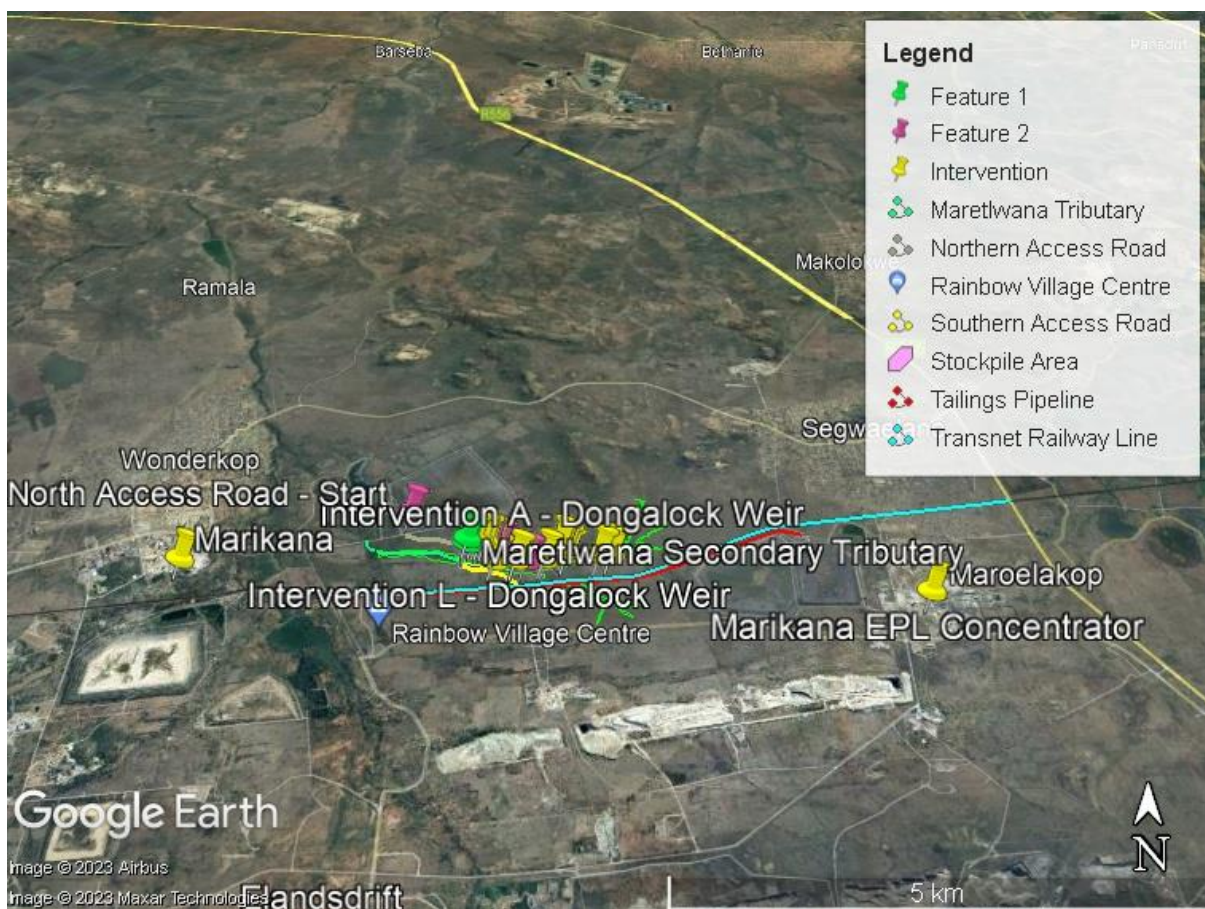 Barseba
Bethanie
Legend
Feature 1
Feature 2
Intervention
Maretlwana Tributary
Northern Access Road
Rainbow Village Centre
Southern Access Road
Stockpile Area
Tailings Pipeline
Transnet Railway Line
R556
Makolokwe
Ramala
Wonderkop
North Access Road - Start
Intervention A - Dongalock Weir
Marikana
Maretlwana Secondary Tributary
Maroelakop
Intervention L - Dongalock Weir
Rainbow Village Centre
Marikana EPL Concentrator
Google Earth
Image © 2023 Airbus
Image © 2023 Maxar Technologies
Elandsdrift
5 km
N